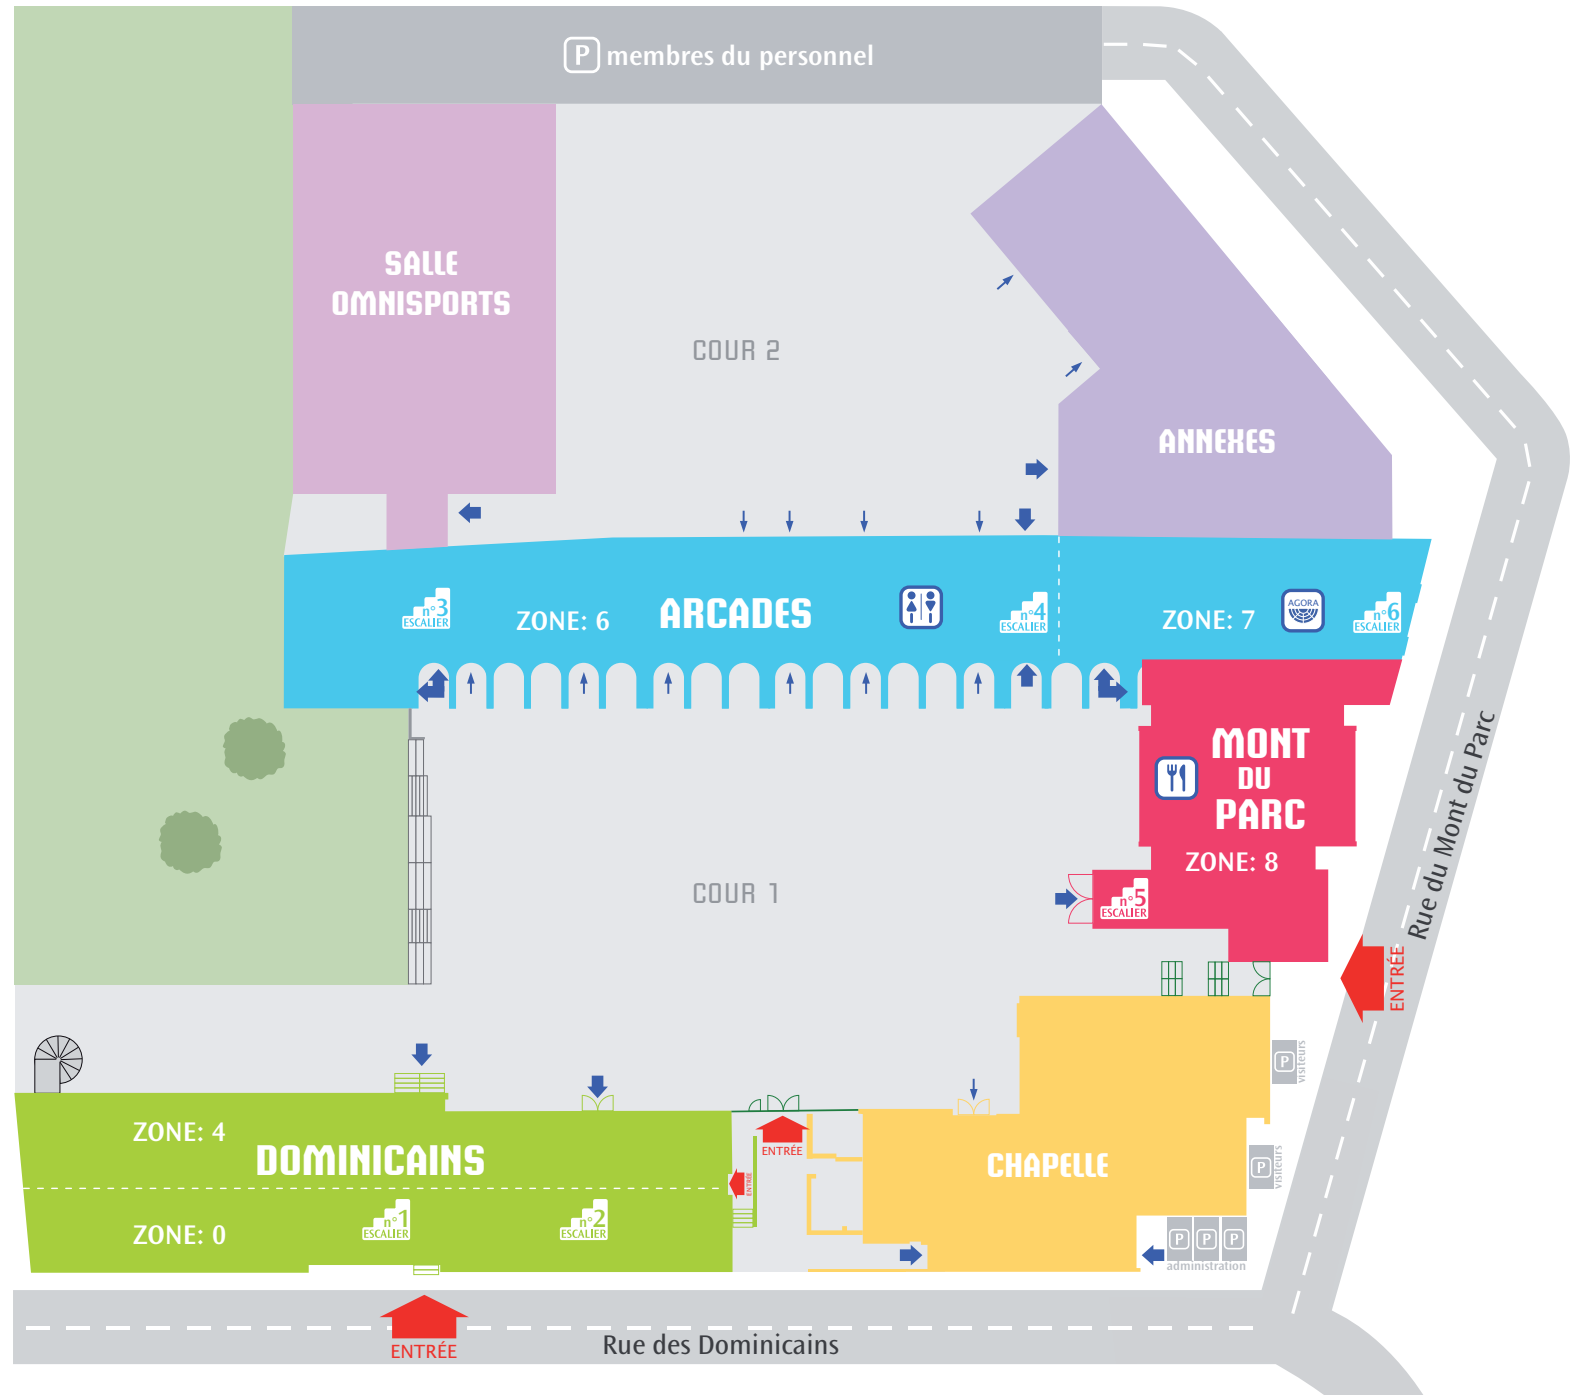 P membres du personnel
SALLE
OMNISPORTS
COUR 2
ANNEXES
n°3
ESCALIER
ZONE: 6
ARCADES
n°4
ESCALIER
ZONE: 7
AGORA
n°6
ESCALIER
MONT
DU
PARC
ZONE: 8
n°5
ESCALIER
COUR 1
Rue du Mont du Parc
ENTRÉE
P
visiteurs
P
visiteurs
ZONE: 4
DOMINICAINS
ZONE: 0
n°1
ESCALIER
n°2
ESCALIER
ENTRÉE
ENTRÉE
CHAPELLE
P P P
administration
ENTRÉE
Rue des Dominicains